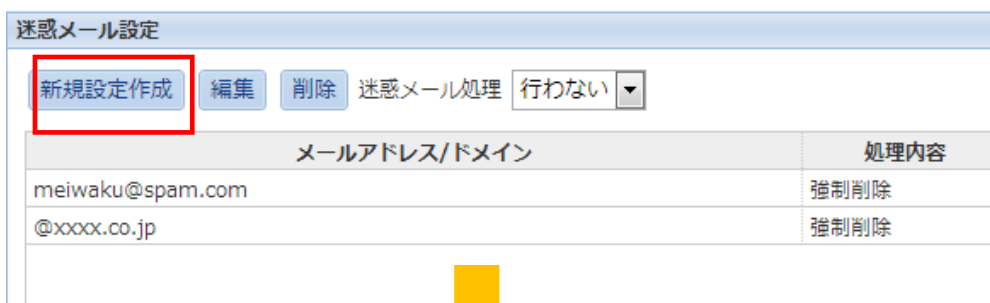 迷惑メール設定
新規設定作成 編集 削除 迷惑メール処理 行わない
メールアドレス/ドメイン 処理内容
meiwaku@spam.com 強制削除
@xxxx.co.jp 強制削除